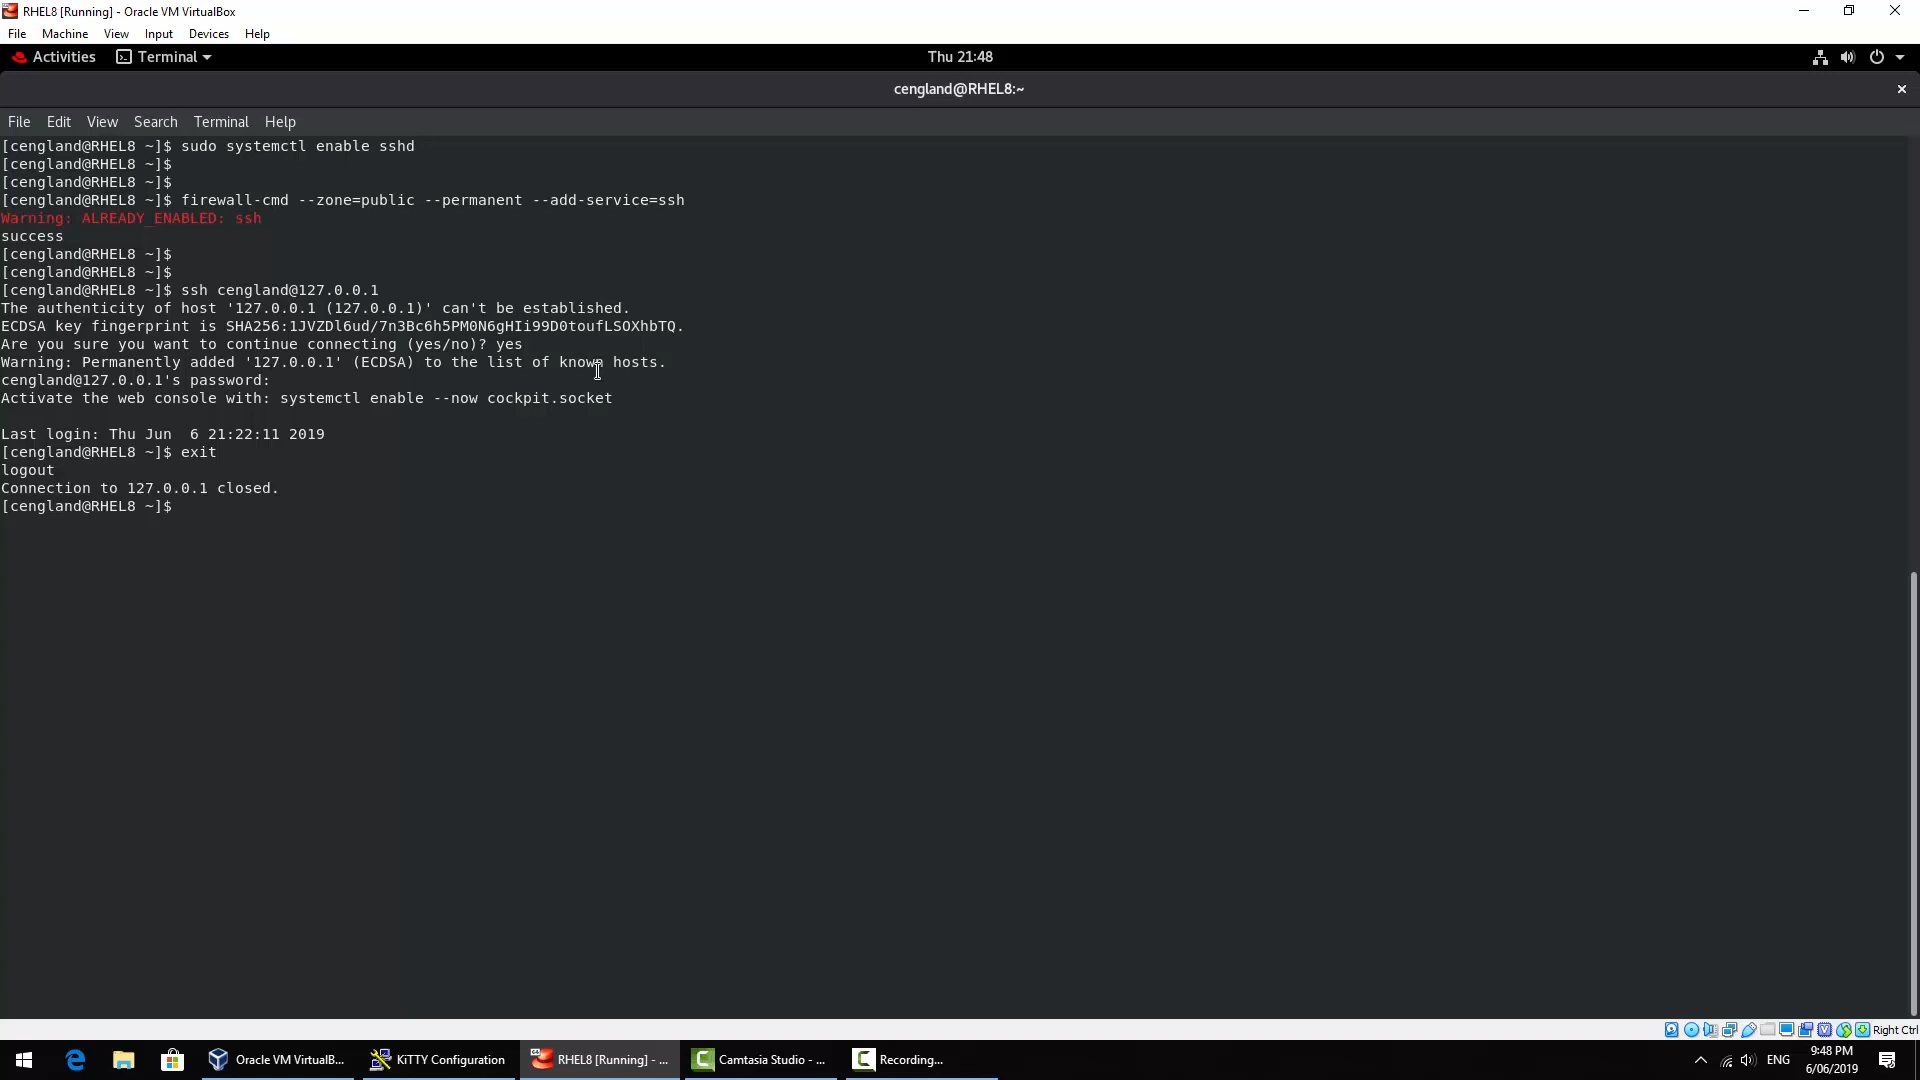 RHEL8 [Running] - Oracle VM VirtualBox
File Machine View Input Devices Help
Activities Terminal Thu 21:48
cengland@RHEL8:~
File Edit View Search Terminal Help
[cengland@RHEL8 ~]$ sudo systemctl enable sshd
[cengland@RHEL8 ~]$
[cengland@RHEL8 ~]$
[cengland@RHEL8 ~]$ firewall-cmd --zone=public --permanent --add-service=ssh
Warning: ALREADY_ENABLED: ssh
success
[cengland@RHEL8 ~]$
[cengland@RHEL8 ~]$
[cengland@RHEL8 ~]$ ssh cengland@127.0.0.1
The authenticity of host '127.0.0.1 (127.0.0.1)' can't be established.
ECDSA key fingerprint is SHA256:1JVZDl6ud/7n3Bc6h5PM0N6gHIi99D0toufLSOXhbTQ.
Are you sure you want to continue connecting (yes/no)? yes
Warning: Permanently added '127.0.0.1' (ECDSA) to the list of known hosts.
cengland@127.0.0.1's password:
Activate the web console with: systemctl enable --now cockpit.socket
Last login: Thu Jun  6 21:22:11 2019
[cengland@RHEL8 ~]$ exit
logout
Connection to 127.0.0.1 closed.
[cengland@RHEL8 ~]$
Right Ctrl
Oracle VM VirtualB... KiTTY Configuration RHEL8 [Running] - ... Camtasia Studio - ... Recording... ENG 9:48 PM
6/06/2019